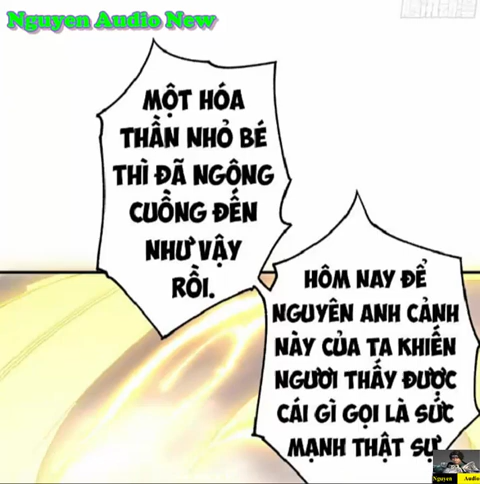 Nguyen Audio New
MỘT HÓA
THẦN NHỎ BÉ
THÌ ĐÃ NGÔNG
CUỒNG ĐẾN
NHƯ VẬY
RỒI.
HÔM NAY ĐỂ
NGUYÊN ANH CẢNH
NÀY CỦA TA KHIẾN
NGƯƠI THẤY ĐƯỢC
CÁI GÌ GỌI LÀ SỨC
MẠNH THẬT SỰ
Nguyen Audio